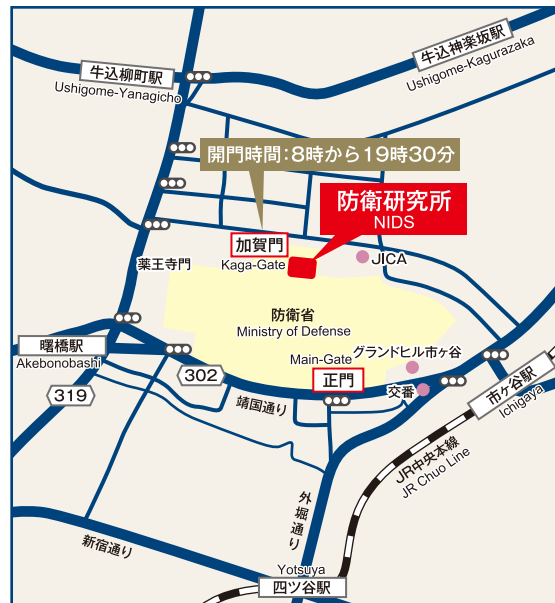 牛込神楽坂駅
Ushigome-Kagurazaka
牛込柳町駅
Ushigome-Yanagicho
開門時間:8時から19時30分
防衛研究所
NIDS
加賀門
Kaga-Gate
JICA
薬王寺門
防衛省
Ministry of Defense
曙橋駅
Akebonobashi
Main-Gate
正門
グランドヒル市ヶ谷
302
319
靖国通り
交番
市ヶ谷駅
Ichigaya
JR中央本線
JR Chuo Line
外堀通り
新宿通り
Yotsuya
四ツ谷駅